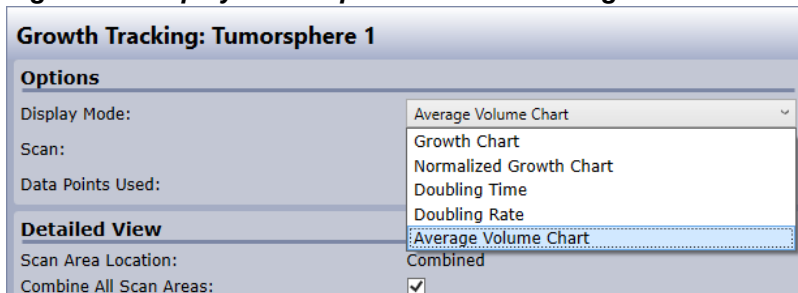 Growth Tracking: Tumorsphere 1
Options
Display Mode: Average Volume Chart
Scan: Growth Chart
Normalized Growth Chart
Data Points Used: Doubling Time
Doubling Rate
Detailed View Average Volume Chart
Scan Area Location: Combined
Combine All Scan Areas: